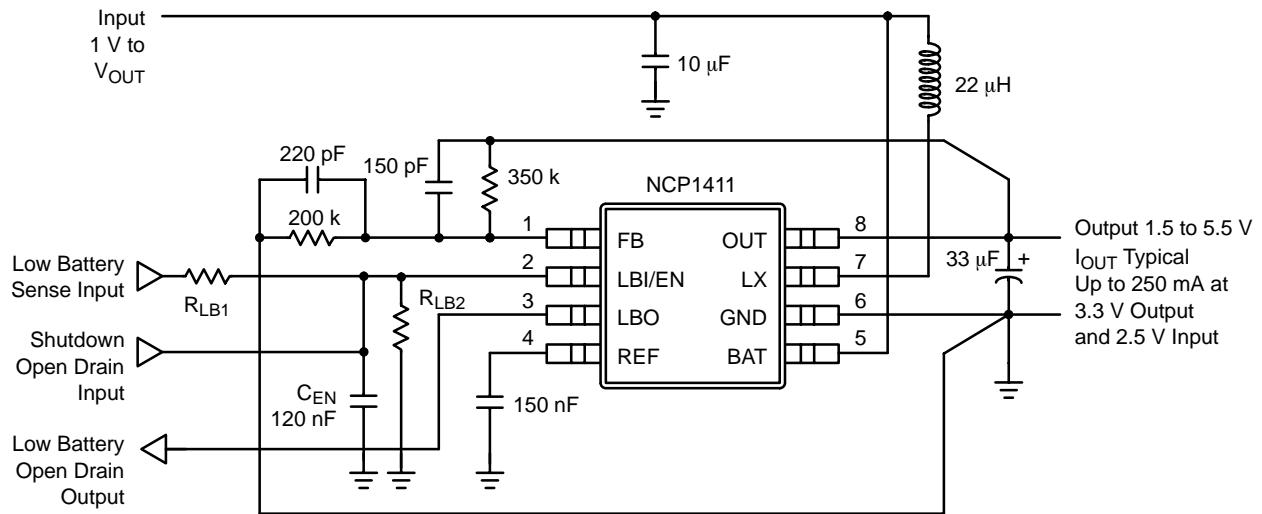 Input
1 V to
VOUT
10 μF
22 μH
220 pF
150 pF
350 k
200 k
NCP1411
1
FB
OUT
8
2
LBI/EN
LX
7
3
LBO
GND
6
4
REF
BAT
5
Low Battery
Sense Input
RLB1
RLB2
Shutdown
Open Drain
Input
CEN
120 nF
150 nF
Low Battery
Open Drain
Output
33 μF
+
Output 1.5 to 5.5 V
IOUT Typical
Up to 250 mA at
3.3 V Output
and 2.5 V Input